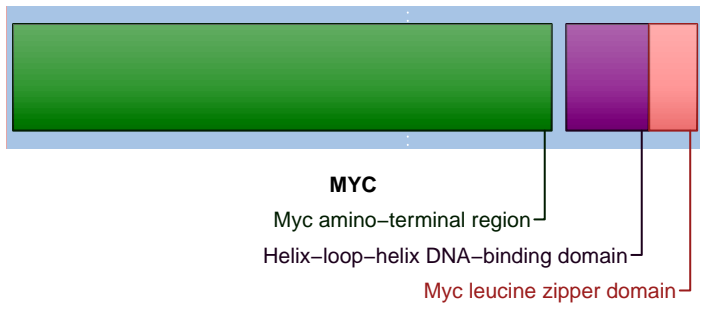 MYC
Myc amino−terminal region
Helix−loop−helix DNA−binding domain
Myc leucine zipper domain